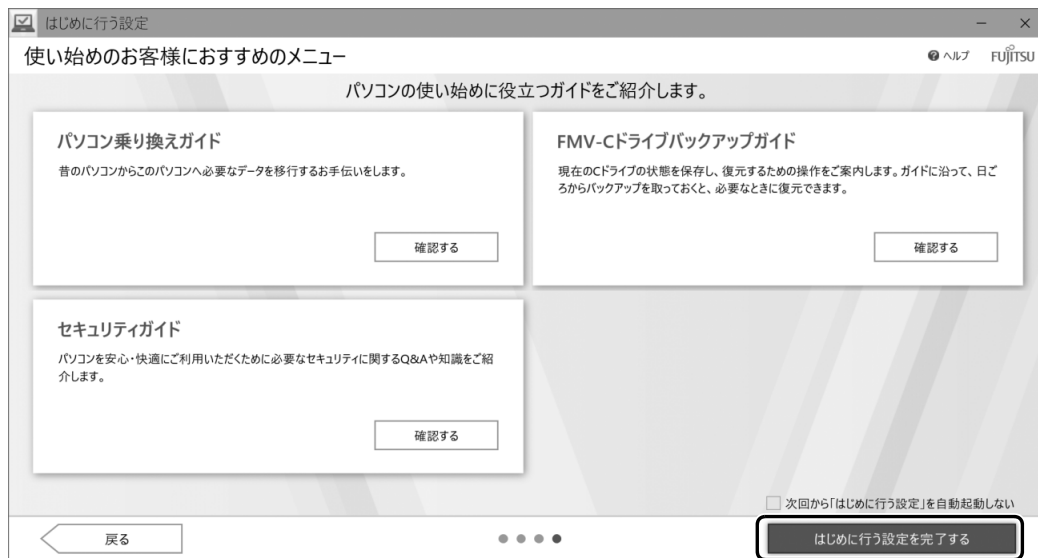 はじめに行う設定
使い始めのお客様におすすめのメニュー
ヘルプ
FUJITSU
パソコンの使い始めに役立つガイドをご紹介します。
パソコン乗り換えガイド
昔のパソコンからこのパソコンへ必要なデータを移行するお手伝いをします。
確認する
FMV-Cドライブバックアップガイド
現在のCドライブの状態を保存し、復元するための操作をご案内します。ガイドに沿って、日ご
ろからバックアップを取っておくと、必要なときに復元できます。
確認する
セキュリティガイド
パソコンを安心・快適にご利用いただくために必要なセキュリティに関するQ&Aや知識をご紹
介します。
確認する
次回から「はじめに行う設定」を自動起動しない
戻る
はじめに行う設定を完了する